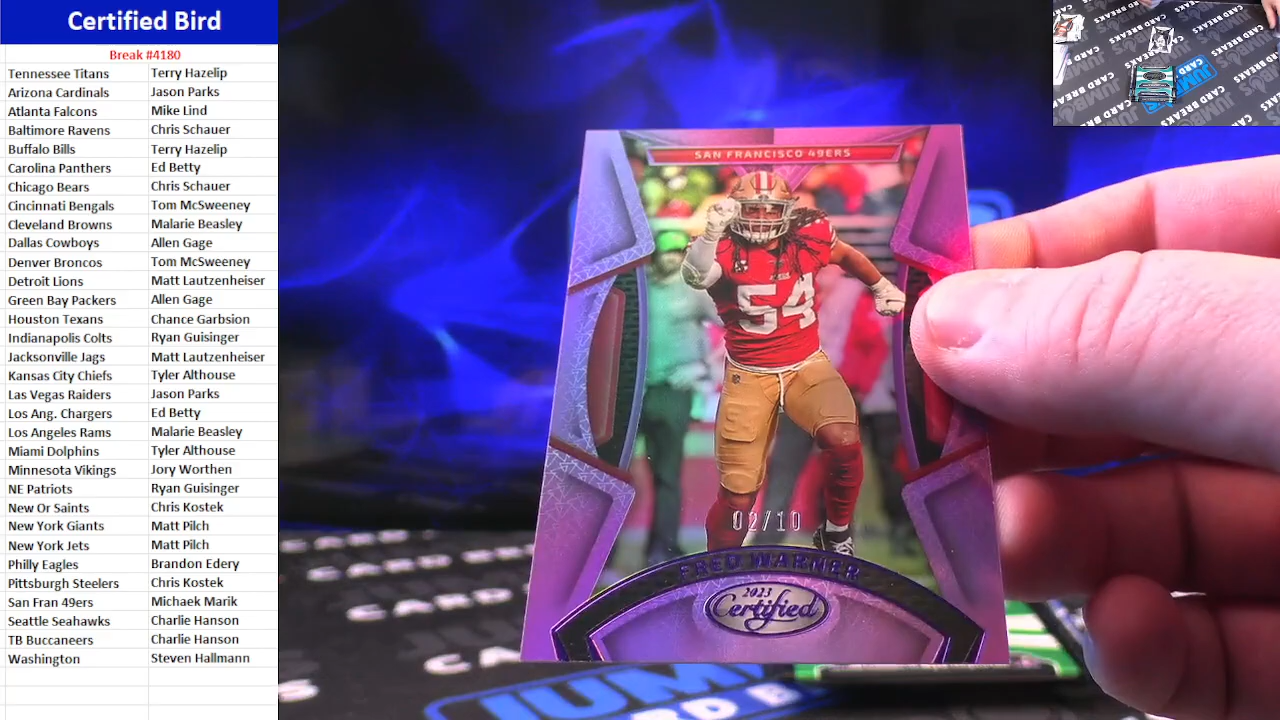 Certified Bird
Break #4180
Tennessee Titans Terry Hazelip
Arizona Cardinals Jason Parks
Atlanta Falcons Mike Lind
Baltimore Ravens Chris Schauer
Buffalo Bills Terry Hazelip
Carolina Panthers Ed Betty
Chicago Bears Chris Schauer
Cincinnati Bengals Tom McSweeney
Cleveland Browns Malarie Beasley
Dallas Cowboys Allen Gage
Denver Broncos Tom McSweeney
Detroit Lions Matt Lautzenheiser
Green Bay Packers Allen Gage
Houston Texans Chance Garbsion
Indianapolis Colts Ryan Guisinger
Jacksonville Jags Matt Lautzenheiser
Kansas City Chiefs Tyler Althouse
Las Vegas Raiders Jason Parks
Los Ang. Chargers Ed Betty
Los Angeles Rams Malarie Beasley
Miami Dolphins Tyler Althouse
Minnesota Vikings Jory Worthen
NE Patriots Ryan Guisinger
New Or Saints Chris Kostek
New York Giants Matt Pilch
New York Jets Matt Pilch
Philly Eagles Brandon Edery
Pittsburgh Steelers Chris Kostek
San Fran 49ers Michaek Marik
Seattle Seahawks Charlie Hanson
TB Buccaneers Charlie Hanson
Washington Steven Hallmann
SAN FRANCISCO 49ERS
54
02/10
FRED WARNER
2023
Certified
CARD BREAKS